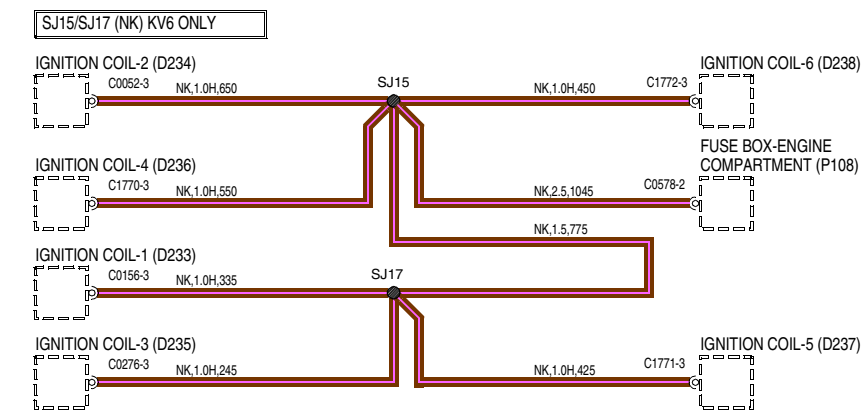 SJ15/SJ17 (NK) KV6 ONLY
IGNITION COIL-2 (D234)
C0052-3
NK,1.0H,650
SJ15
NK,1.0H,450
C1772-3
IGNITION COIL-6 (D238)
IGNITION COIL-4 (D236)
C1770-3
NK,1.0H,550
NK,2.5,1045
C0578-2
FUSE BOX-ENGINE
COMPARTMENT (P108)
NK,1.5,775
IGNITION COIL-1 (D233)
C0156-3
NK,1.0H,335
SJ17
IGNITION COIL-3 (D235)
C0276-3
NK,1.0H,245
NK,1.0H,425
C1771-3
IGNITION COIL-5 (D237)